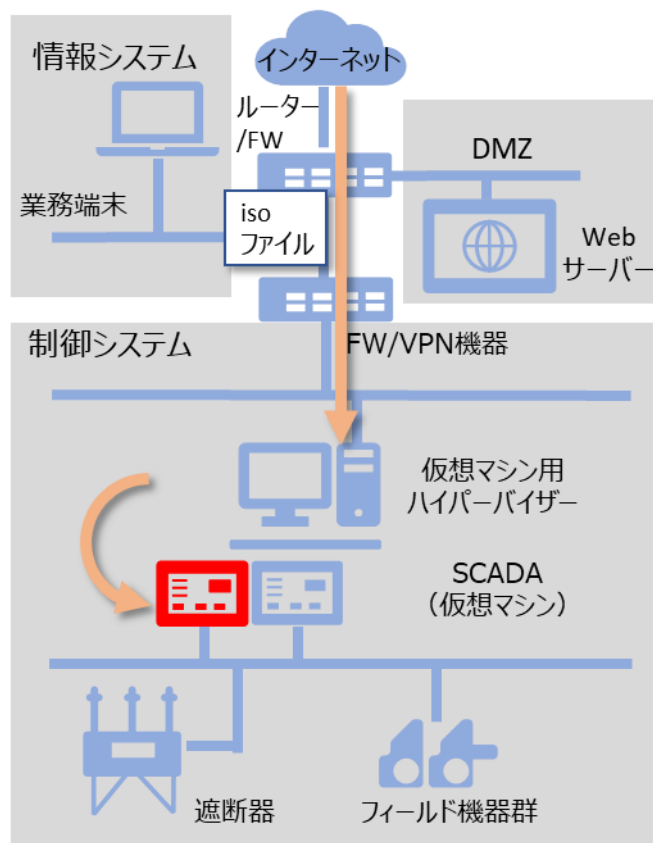 情報システム
インターネット
ルーター
/FW
DMZ
業務端末
iso
ファイル
Web
サーバー
制御システム
FW/VPN機器
仮想マシン用
ハイパーバイザー
SCADA
（仮想マシン）
遮断器
フィールド機器群